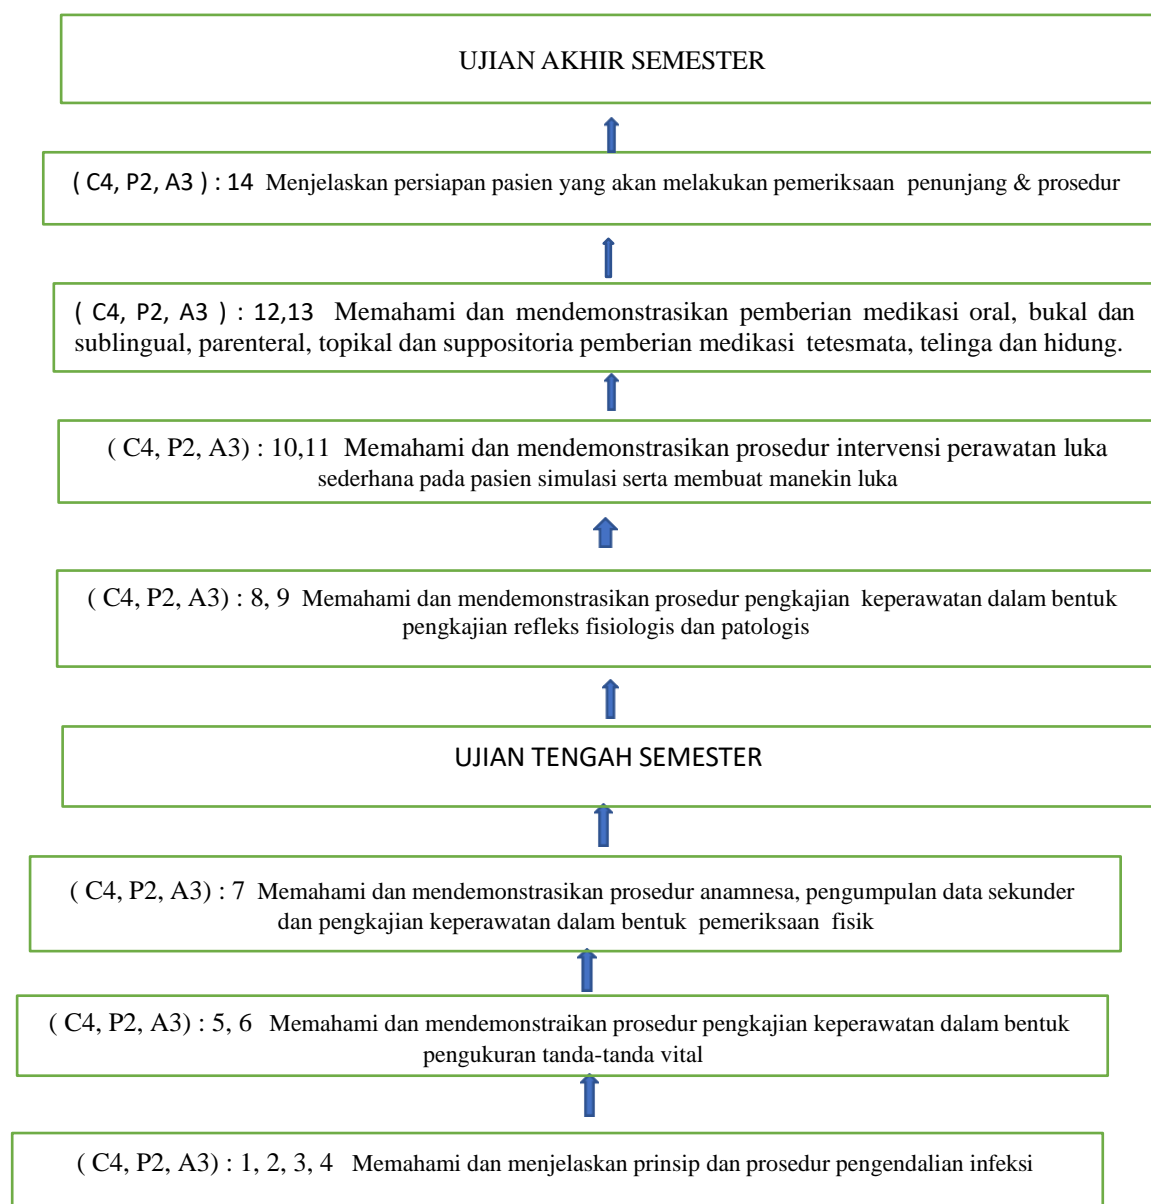 UJIAN AKHIR SEMESTER
( C4, P2, A3 ) : 14 Menjelaskan persiapan pasien yang akan melakukan pemeriksaan penunjang & prosedur
( C4, P2, A3 ) : 12,13 Memahami dan mendemonstrasikan pemberian medikasi oral, bukal dan
sublingual, parenteral, topikal dan suppositoria pemberian medikasi tetesmata, telinga dan hidung.
( C4, P2, A3) : 10,11 Memahami dan mendemonstrasikan prosedur intervensi perawatan luka
sederhana pada pasien simulasi serta membuat manekin luka
( C4, P2, A3) : 8, 9 Memahami dan mendemonstrasikan prosedur pengkajian keperawatan dalam bentuk
pengkajian refleks fisiologis dan patologis
UJIAN TENGAH SEMESTER
( C4, P2, A3) : 7 Memahami dan mendemonstrasikan prosedur anamnesa, pengumpulan data sekunder
dan pengkajian keperawatan dalam bentuk pemeriksaan fisik
( C4, P2, A3) : 5, 6 Memahami dan mendemonstraikan prosedur pengkajian keperawatan dalam bentuk
pengukuran tanda-tanda vital
( C4, P2, A3) : 1, 2, 3, 4 Memahami dan menjelaskan prinsip dan prosedur pengendalian infeksi